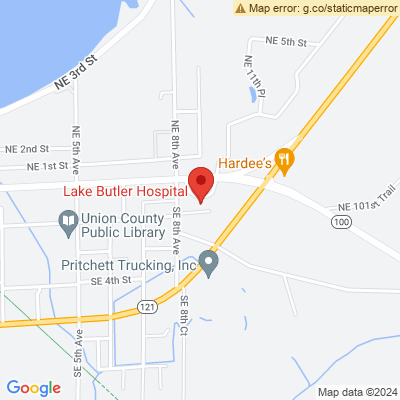 Map error: g.co/staticmaperror
NE 5th St
NE 3rd St
NE 11th Pl
NE 5th Ave
NE 8th Ave
NE 2nd St
NE 1st St
Hardee's
Lake Butler Hospital
NE 101st Trail
100
Union County
Public Library
SE 8th Ave
Pritchett Trucking, Inc
SE 4th St
121
SE 5th Ave
SE 8th Ct
Google
Map data ©2024